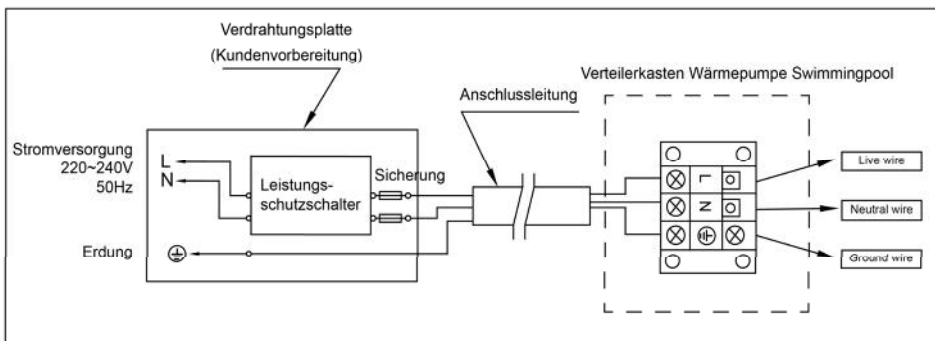 Verdrahtungsplatte
(Kundenvorbereitung)
Verteilerkasten Wärmepumpe Swimmingpool
Anschlussleitung
Stromversorgung
220~240V
50Hz
L
N
Leistungs-
schutzschalter
Sicherung
Erdung
L
N
Live wire
Neutral wire
Ground wire